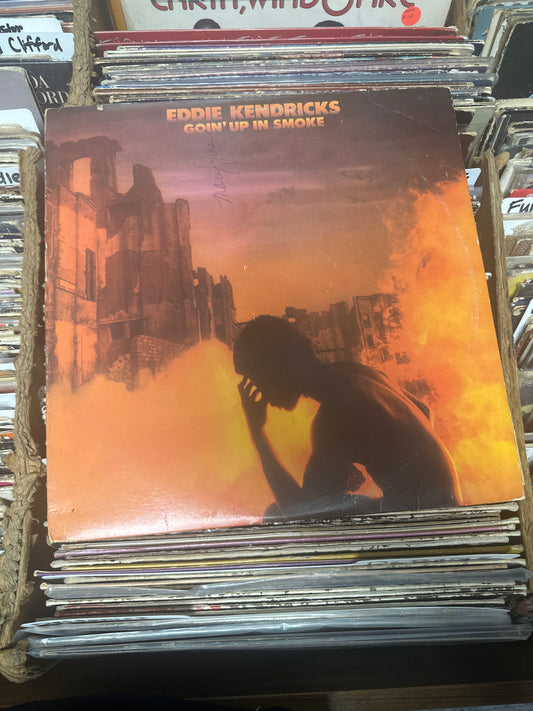 EARTH, WIND & FIRE
Clifford
EDDIE KENDRICKS
GOIN' UP IN SMOKE